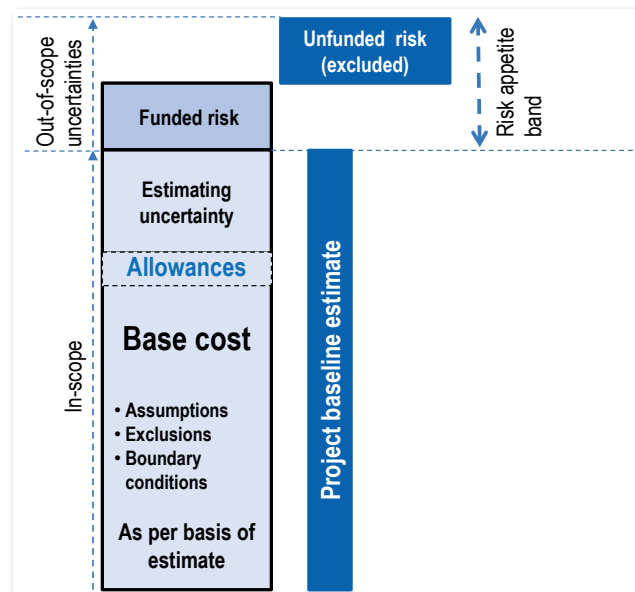 Out-of-scope
uncertainties
Unfunded risk
(excluded)
Risk appetite
band
Funded risk
In-scope
Estimating
uncertainty
Allowances
Base cost
• Assumptions
• Exclusions
• Boundary
conditions
As per basis of
estimate
Project baseline estimate